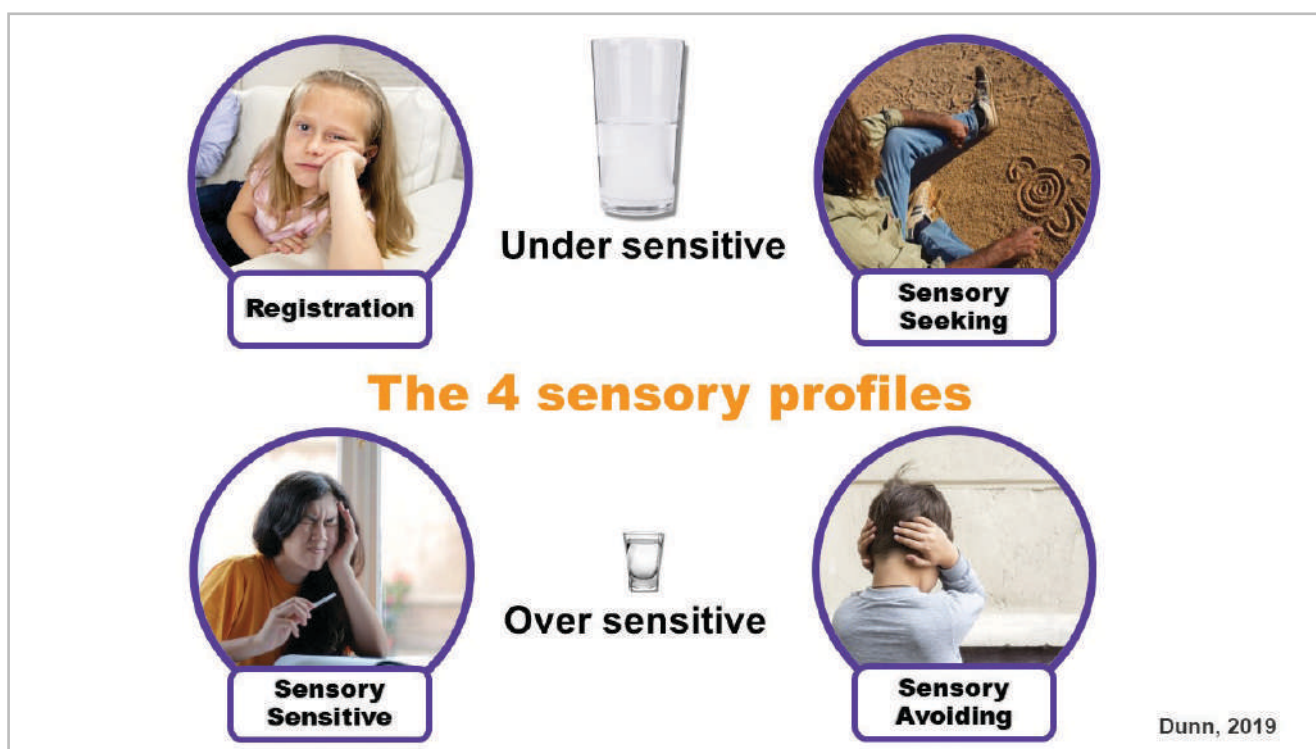 Under sensitive
Registration
Sensory
Seeking
The 4 sensory profiles
Over sensitive
Sensory
Sensitive
Sensory
Avoiding
Dunn, 2019